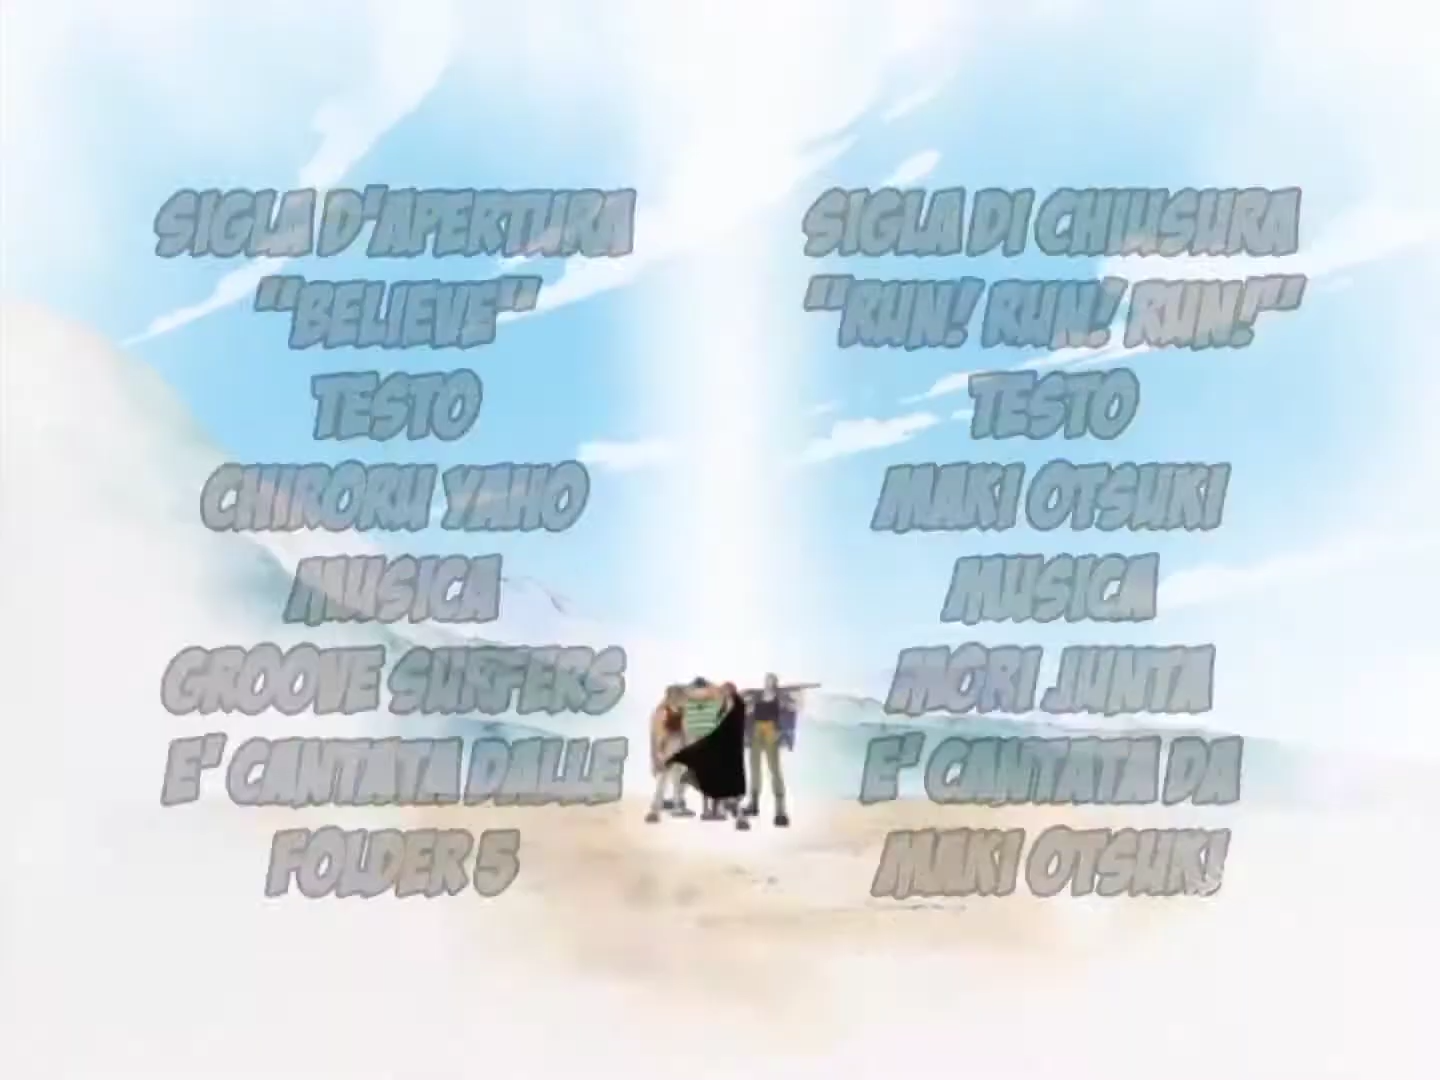 SIGLA D'APERTURA
"BELIEVE"
TESTO
CHIRORU YAHO
MUSICA
GROOVE SURFERS
E' CANTATA DALLE
FOLDER 5
SIGLA DI CHIUSURA
"RUN! RUN! RUN!"
TESTO
MAKI OTSUKI
MUSICA
MORI JUNTA
E' CANTATA DA
MAKI OTSUKI